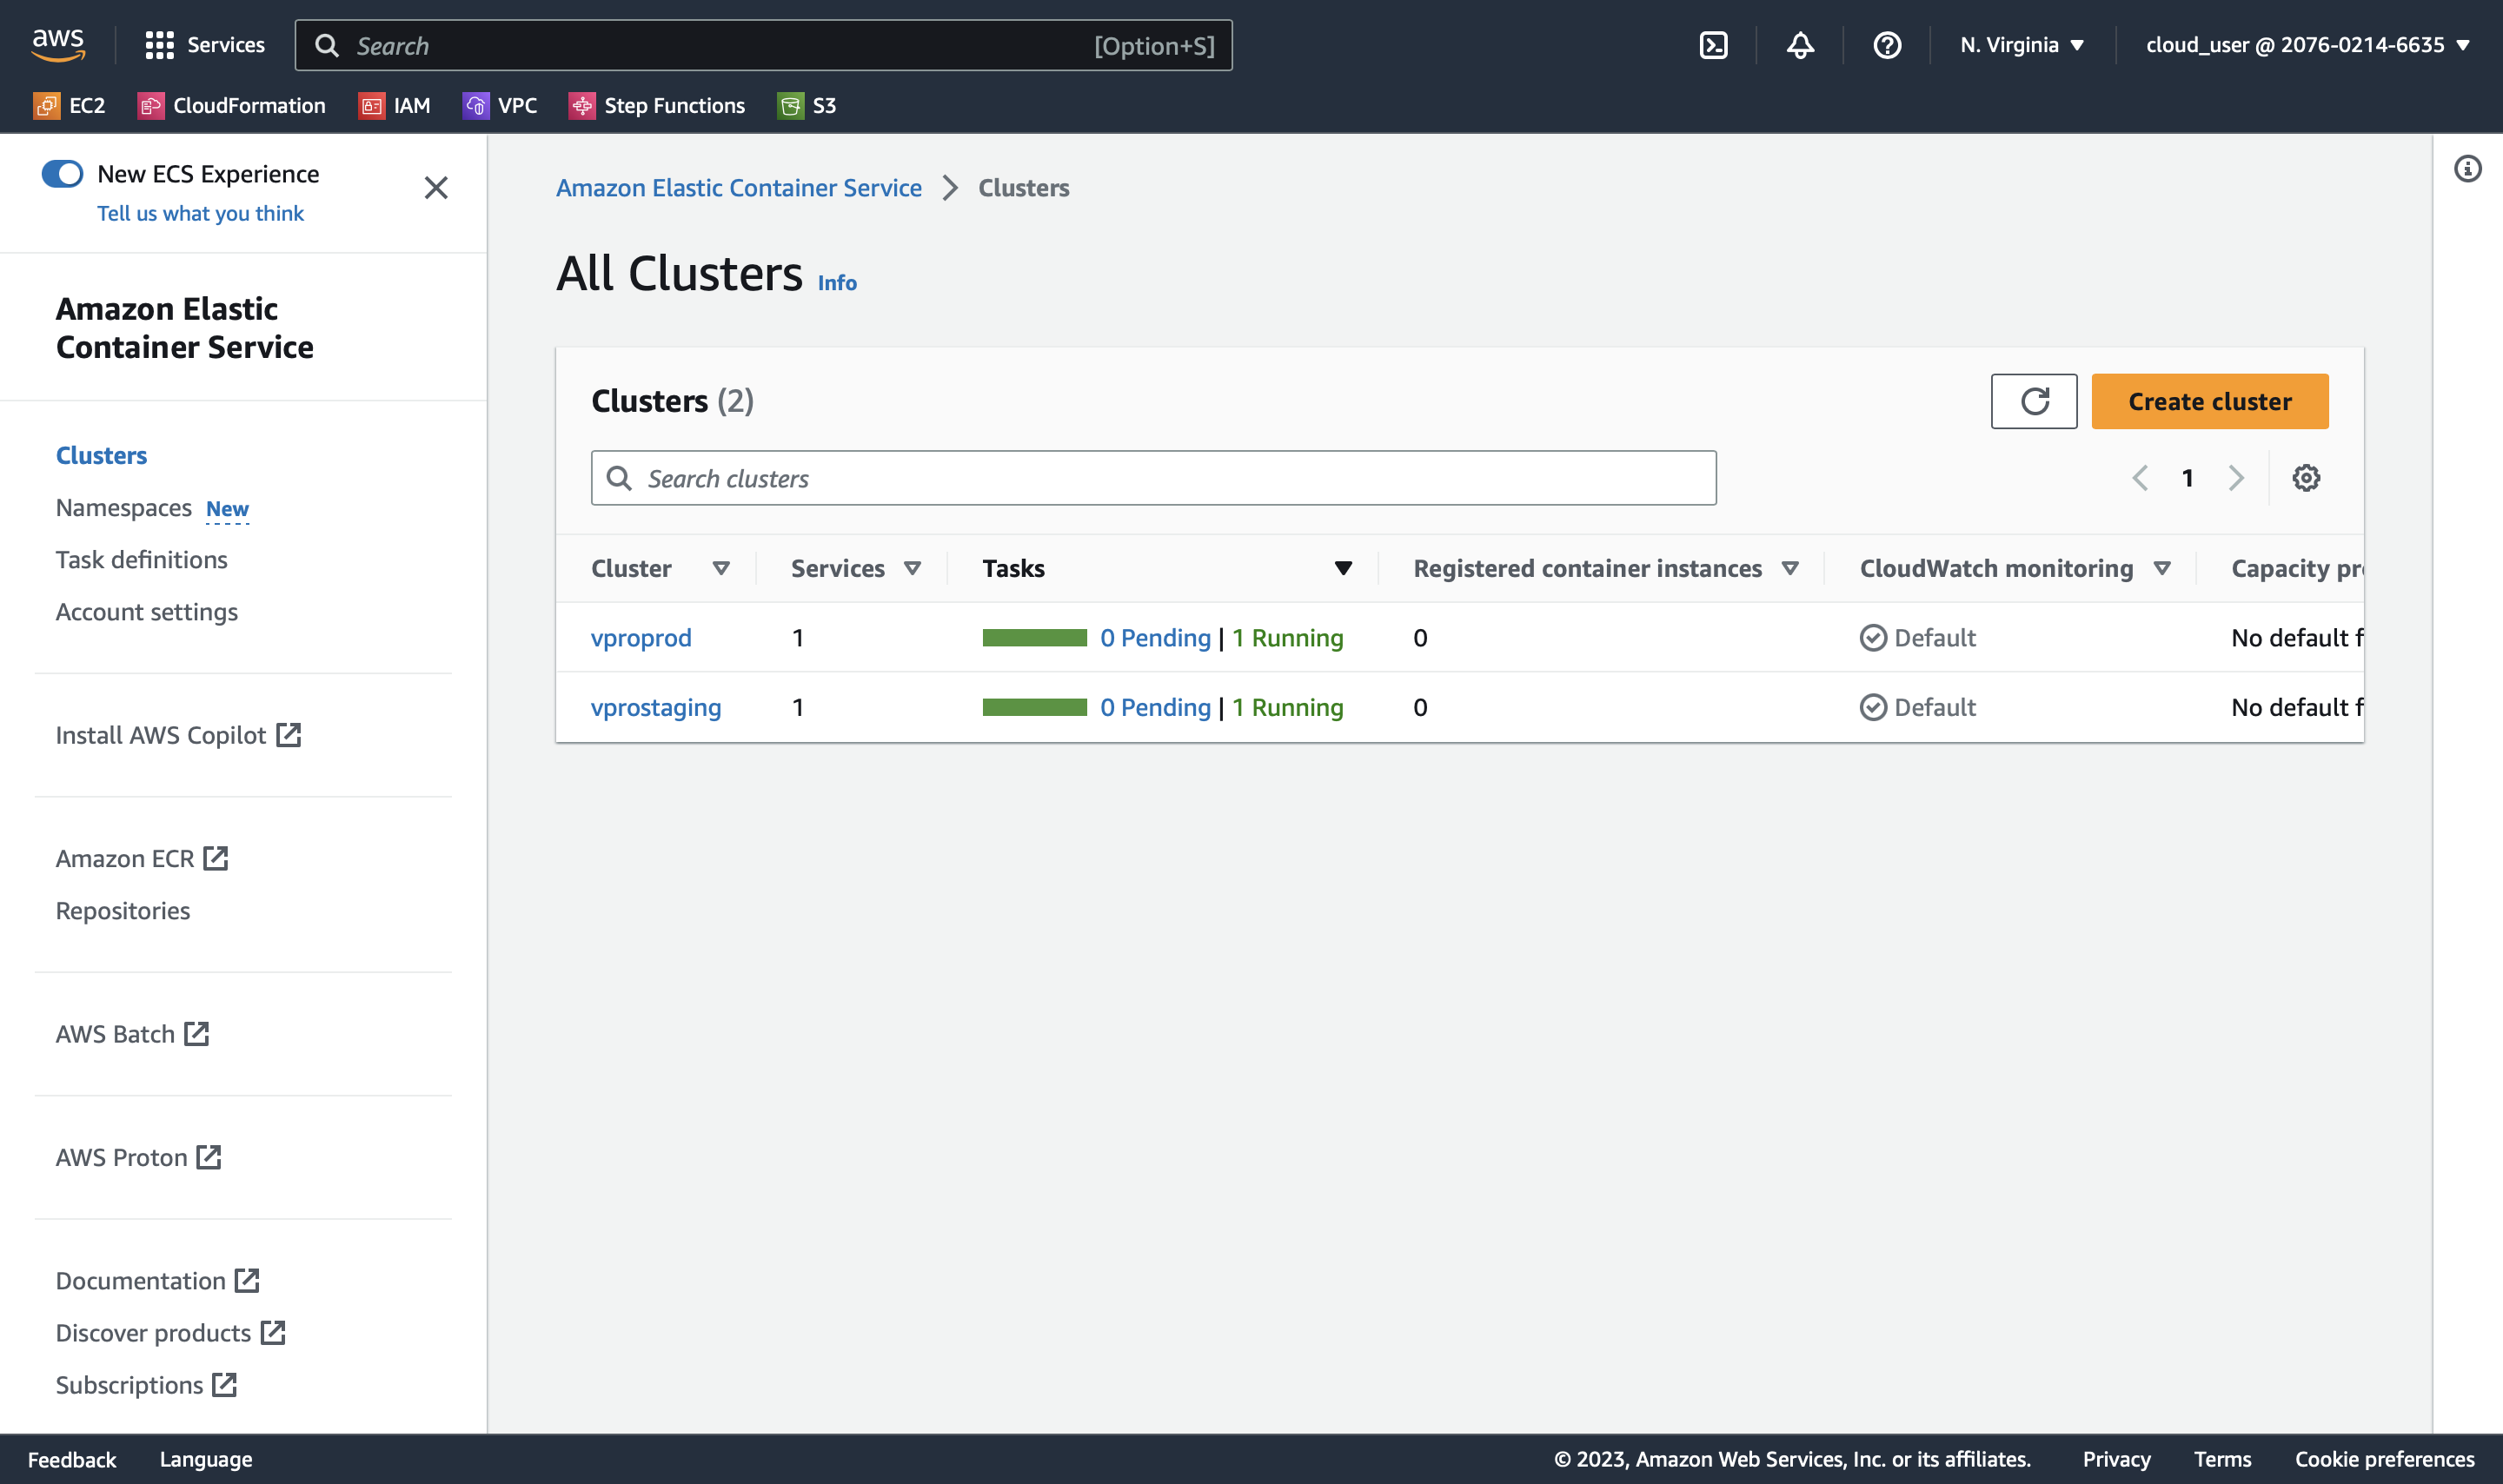 aws Services Search [Option+S] N. Virginia cloud_user @ 2076-0214-6635
EC2 CloudFormation IAM VPC Step Functions S3
New ECS Experience
Tell us what you think
Amazon Elastic
Container Service
Clusters
Namespaces New
Task definitions
Account settings
Install AWS Copilot
Amazon ECR
Repositories
AWS Batch
AWS Proton
Documentation
Discover products
Subscriptions
Amazon Elastic Container Service Clusters
All Clusters Info
Clusters (2) Create cluster
Search clusters 1
Cluster Services Tasks Registered container instances CloudWatch monitoring Capacity pr
vproprod 1 0 Pending | 1 Running 0 Default No default f
vprostaging 1 0 Pending | 1 Running 0 Default No default f
Feedback Language © 2023, Amazon Web Services, Inc. or its affiliates. Privacy Terms Cookie preferences